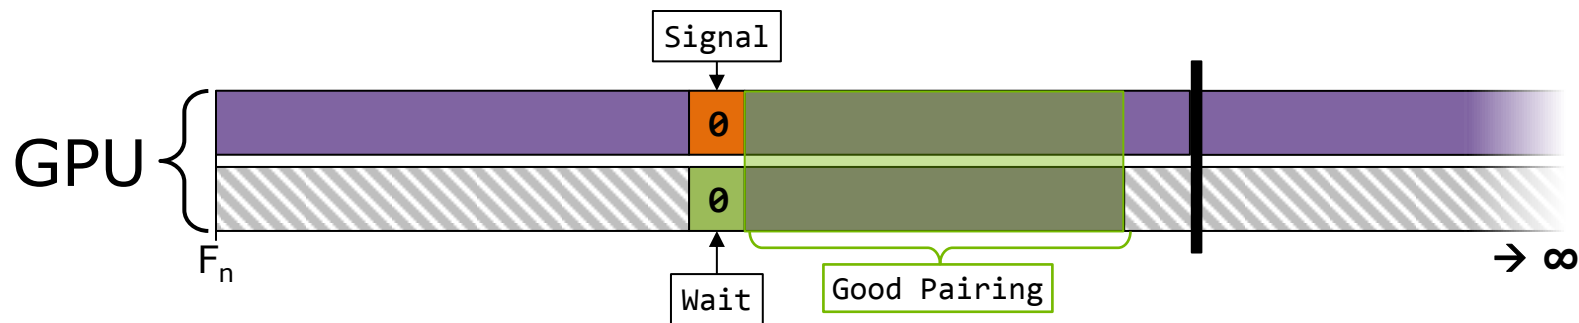 Signal
0
GPU
0
Fn
→ ∞
Good Pairing
Wait